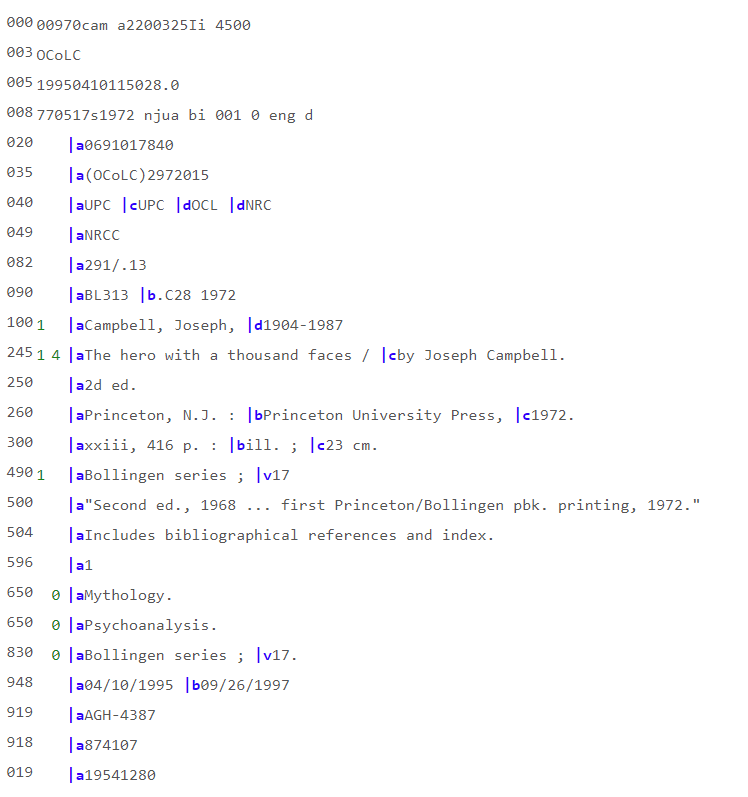 000 00970cam a2200325Ii 4500
003 OCoLC
005 19950410115028.0
008 770517s1972 njua bi 001 0 eng d
020 |a0691017840
035 |a(OCoLC)2972015
040 |aUPC |cUPC |dOCL |dNRC
049 |aNRCC
082 |a291/.13
090 |aBL313 |b.C28 1972
100 1 |aCampbell, Joseph, |d1904-1987
245 1 4 |aThe hero with a thousand faces / |cby Joseph Campbell.
250 |a2d ed.
260 |aPrinceton, N.J. : |bPrinceton University Press, |c1972.
300 |axxiii, 416 p. : |bill. ; |c23 cm.
490 1 |aBollingen series ; |v17
500 |a"Second ed., 1968 ... first Princeton/Bollingen pbk. printing, 1972."
504 |aIncludes bibliographical references and index.
596 |a1
650 0 |aMythology.
650 0 |aPsychoanalysis.
830 0 |aBollingen series ; |v17.
948 |a04/10/1995 |b09/26/1997
919 |aAGH-4387
918 |a874107
019 |a19541280